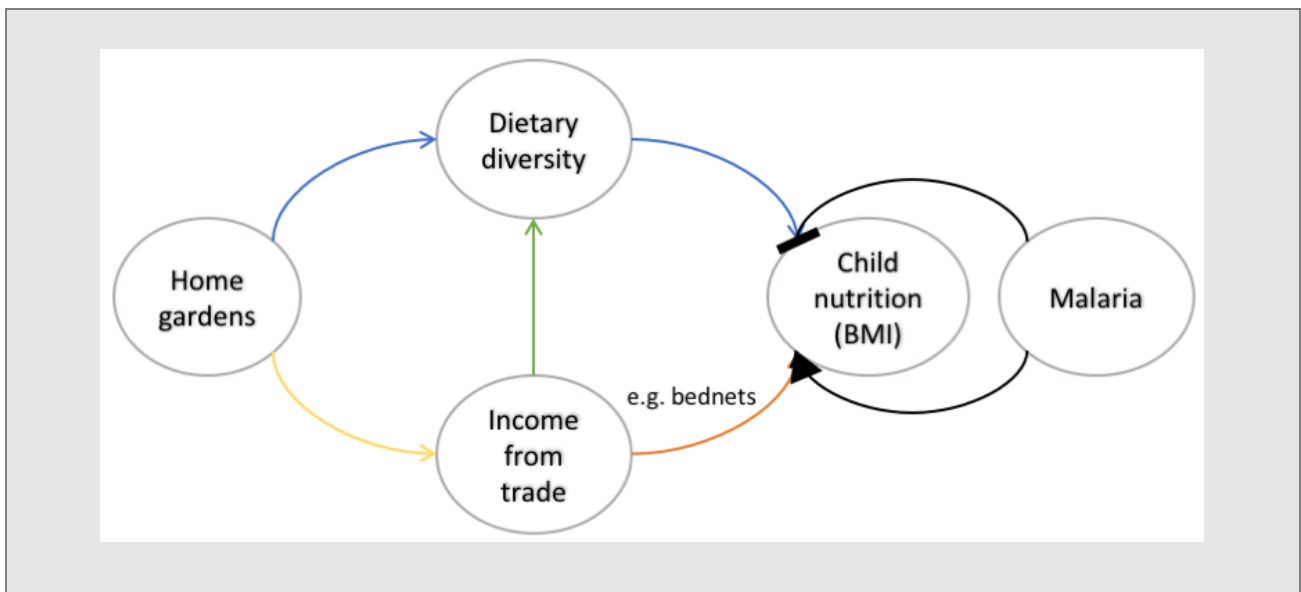 Dietary
diversity
Home
gardens
Child
nutrition
(BMI)
Malaria
e.g. bednets
Income
from
trade